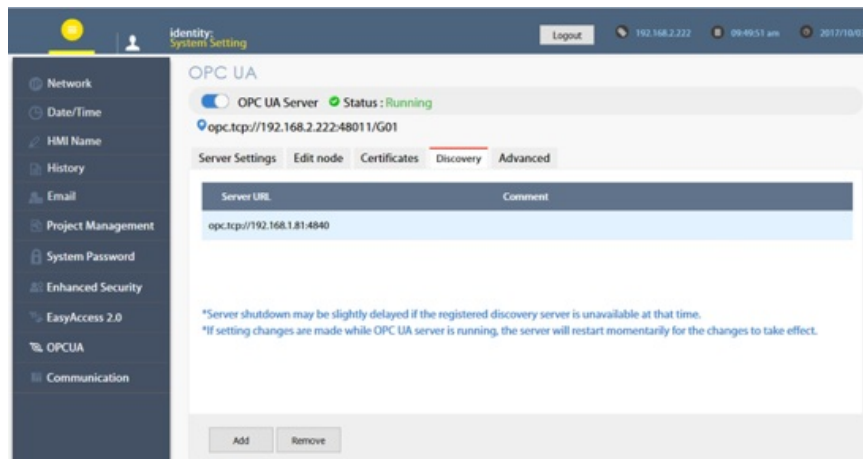 identity:
System Setting
Logout
192.168.2.222
09:49:51 am
2017/10/03
Network
Date/Time
HMI Name
History
Email
Project Management
System Password
Enhanced Security
EasyAccess 2.0
OPCUA
Communication
OPC UA
OPC UA Server Status : Running
opc.tcp://192.168.2.222:48011/G01
Server Settings Edit node Certificates Discovery Advanced
Server URL Comment
opc.tcp://192.168.1.81:4840
*Server shutdown may be slightly delayed if the registered discovery server is unavailable at that time.
*If setting changes are made while OPC UA server is running, the server will restart momentarily for the changes to take effect.
Add Remove